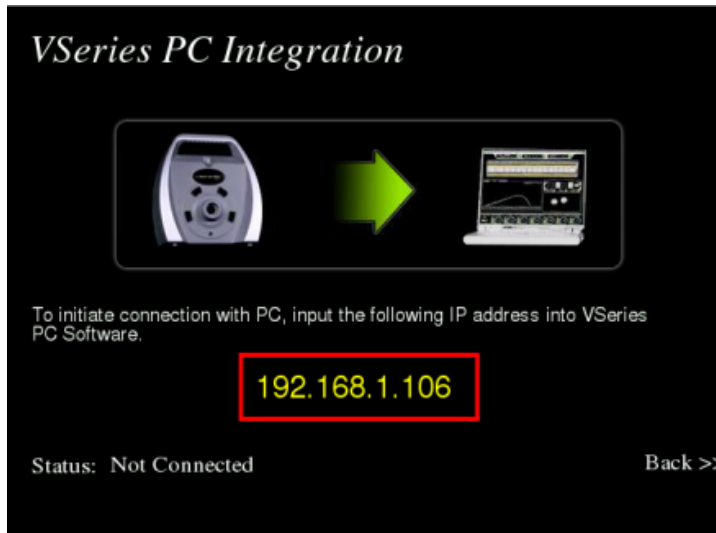 VSeries PC Integration
To initiate connection with PC, input the following IP address into VSeries
PC Software.
192.168.1.106
Status: Not Connected
Back >>